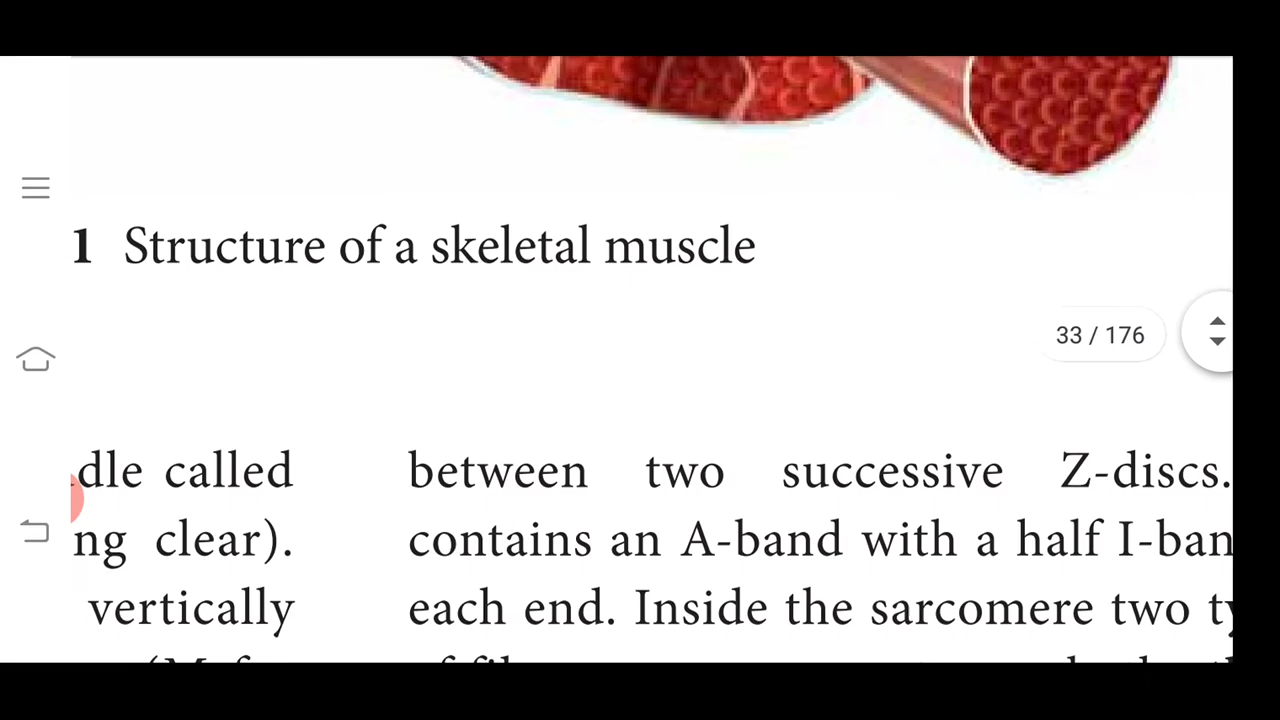 1 Structure of a skeletal muscle
33 / 176
dle called
ng clear).
vertically
between two successive Z-discs.
contains an A-band with a half I-ban
each end. Inside the sarcomere two ty